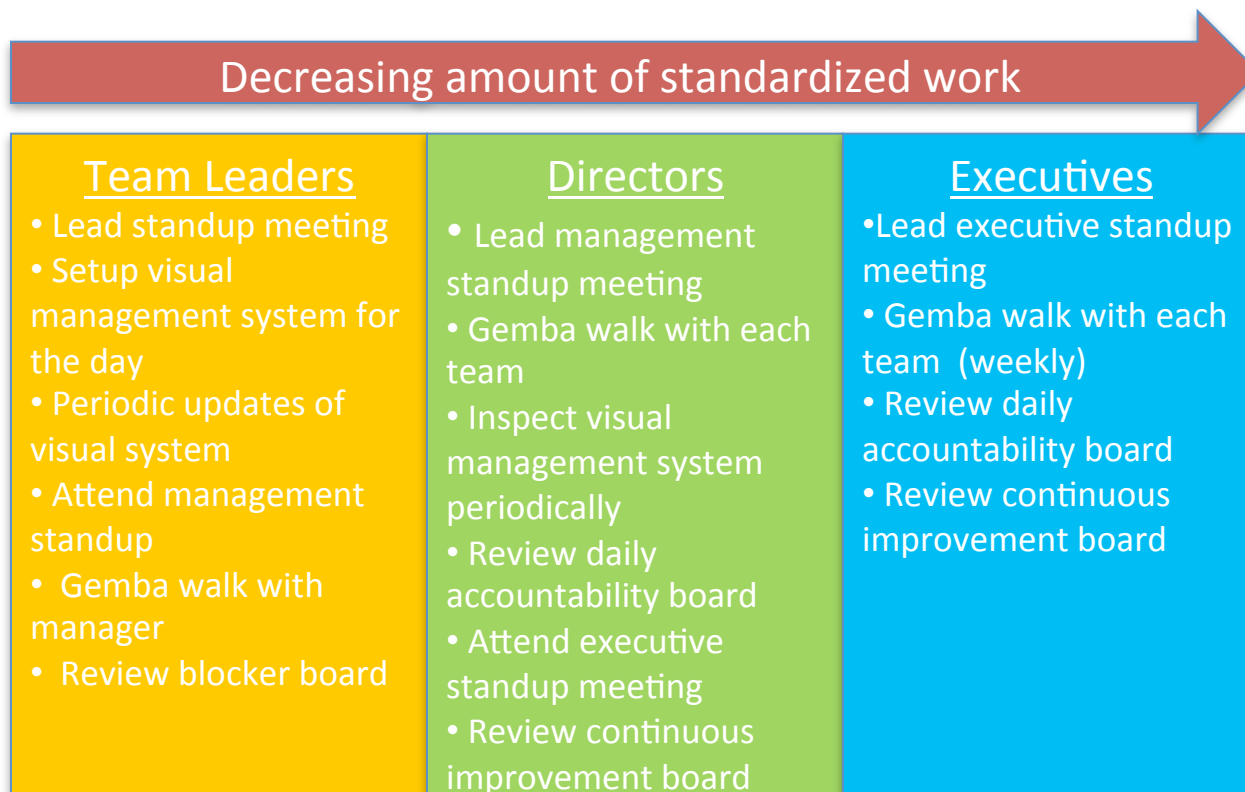 Decreasing amount of standardized work
Team Leaders
• Lead standup meeting
• Setup visual
management system for
the day
• Periodic updates of
visual system
• Attend management
standup
• Gemba walk with
manager
• Review blocker board
Directors
• Lead management
standup meeting
• Gemba walk with each
team
• Inspect visual
management system
periodically
• Review daily
accountability board
• Attend executive
standup meeting
• Review continuous
improvement board
Executives
•Lead executive standup
meeting
• Gemba walk with each
team (weekly)
• Review daily
accountability board
• Review continuous
improvement board